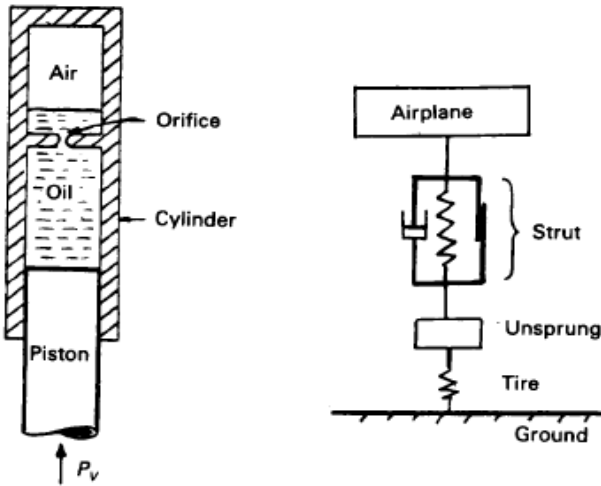 Air
Orifice
Oil
Cylinder
Piston
Pv
Airplane
Strut
Unsprung
Tire
Ground